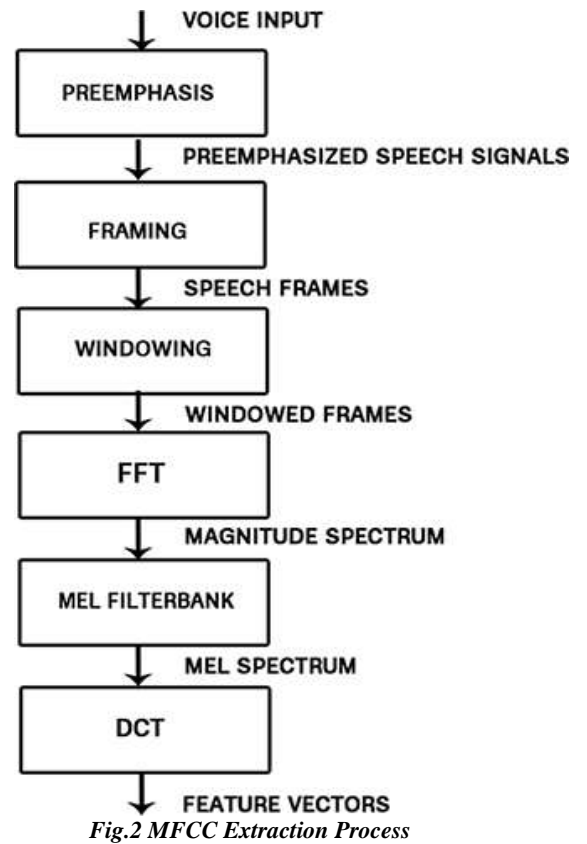 VOICE INPUT
PREEMPHASIS
PREEMPHASIZED SPEECH SIGNALS
FRAMING
SPEECH FRAMES
WINDOWING
WINDOWED FRAMES
FFT
MAGNITUDE SPECTRUM
MEL FILTERBANK
MEL SPECTRUM
DCT
FEATURE VECTORS
Fig.2 MFCC Extraction Process